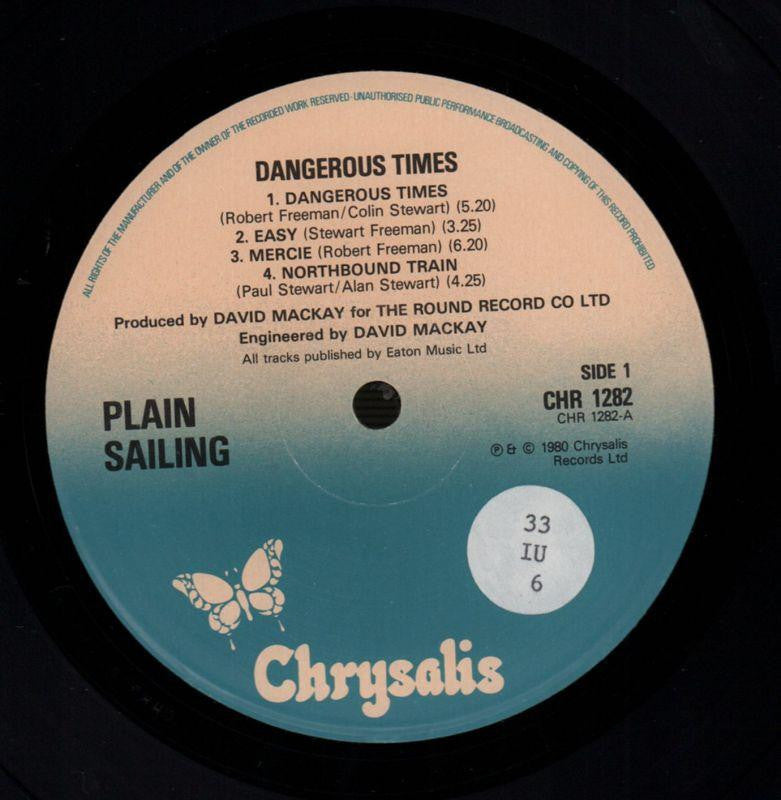 ALL RIGHTS OF THE MANUFACTURER AND OF THE OWNER OF THE RECORDED WORK RESERVED · UNAUTHORISED PUBLIC PERFORMANCE BROADCASTING AND COPYING OF THIS RECORD PROHIBITED
DANGEROUS TIMES
1. DANGEROUS TIMES
(Robert Freeman/Colin Stewart) (5.20)
2. EASY (Stewart Freeman) (3.25)
3. MERCIE (Robert Freeman) (6.20)
4. NORTHBOUND TRAIN
(Paul Stewart/Alan Stewart) (4.25)
Produced by DAVID MACKAY for THE ROUND RECORD CO LTD
Engineered by DAVID MACKAY
All tracks published by Eaton Music Ltd
SIDE 1
CHR 1282
CHR 1282-A
PLAIN
SAILING
℗ & © 1980 Chrysalis
Records Ltd
33
IU
6
Chrysalis